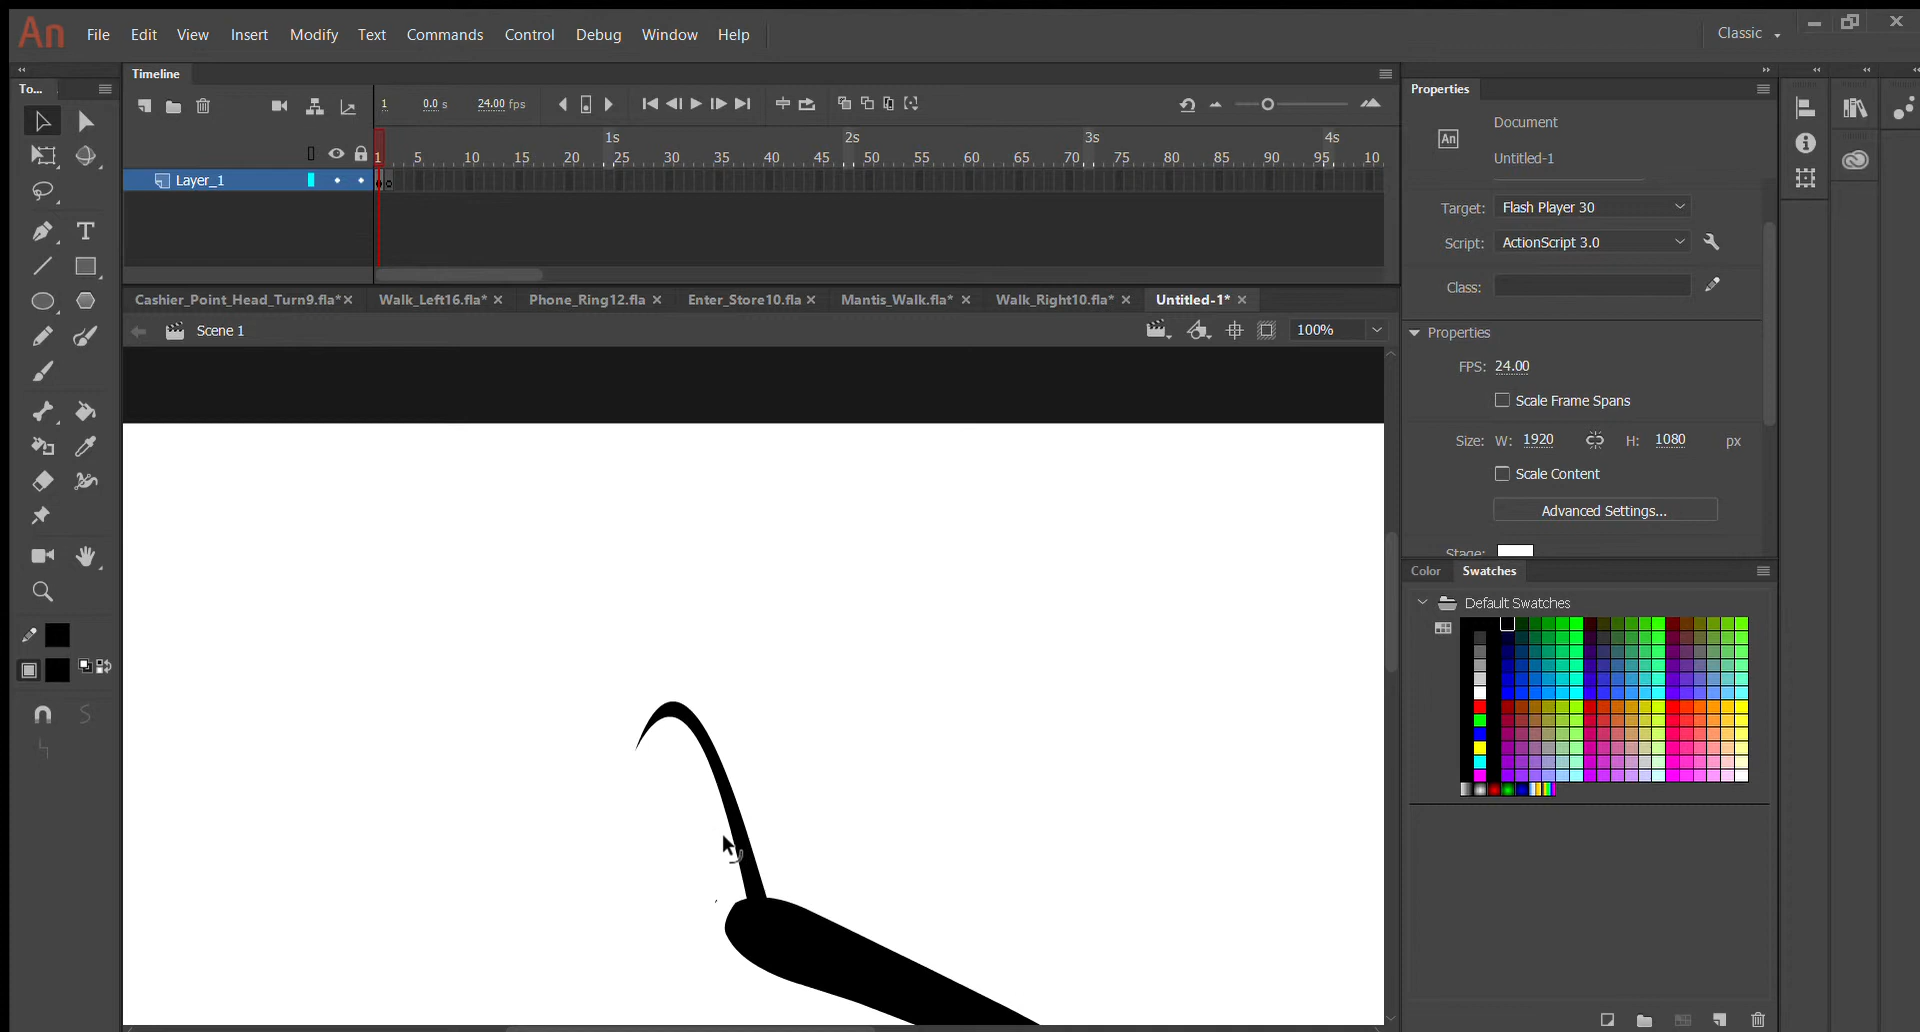 An File Edit View Insert Modify Text Commands Control Debug Window Help Classic
To... Timeline Properties
1 0.0 s 24.00 fps
Document
An
Untitled-1
1s 2s 3s 4s
1 5 10 15 20 25 30 35 40 45 50 55 60 65 70 75 80 85 90 95 10
Layer_1
Target: Flash Player 30
Script: ActionScript 3.0
Class:
Cashier_Point_Head_Turn9.fla* Walk_Left16.fla* Phone_Ring12.fla Enter_Store10.fla Mantis_Walk.fla* Walk_Right10.fla* Untitled-1*
Scene 1 100%
Properties
FPS: 24.00
Scale Frame Spans
Size: W: 1920 H: 1080 px
Scale Content
Advanced Settings...
Stage:
Color Swatches
Default Swatches